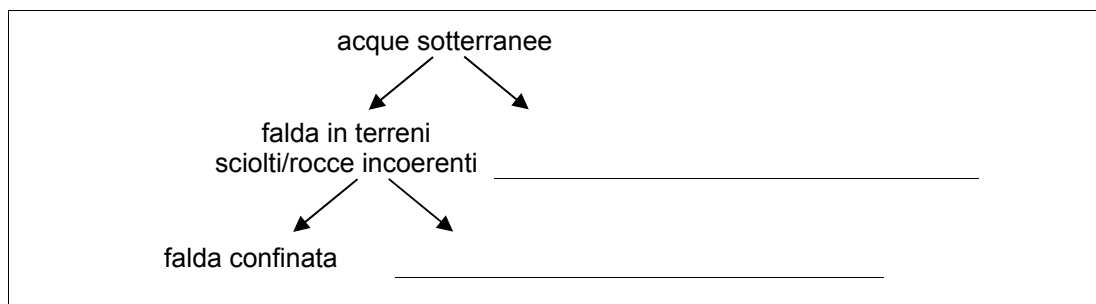 acque sotterranee
falda in terreni
sciolti/rocce incoerenti
falda confinata